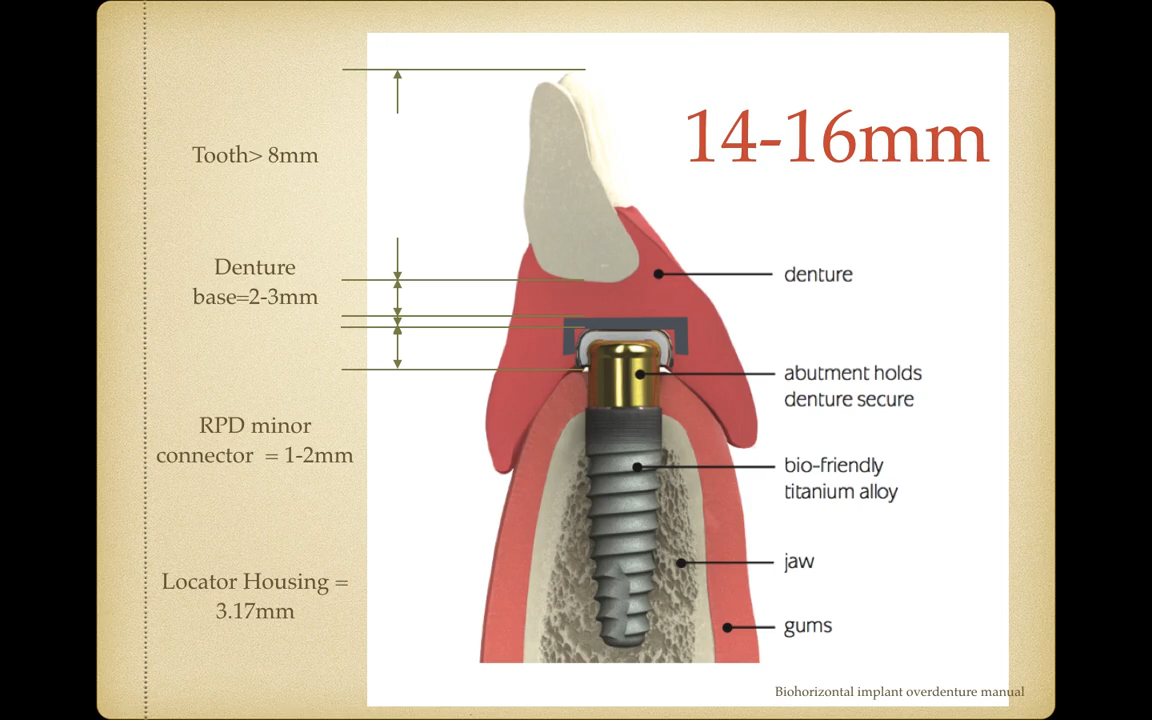 14-16mm
Tooth> 8mm
Denture
base=2-3mm
RPD minor
connector = 1-2mm
Locator Housing =
3.17mm
denture
abutment holds
denture secure
bio-friendly
titanium alloy
jaw
gums
Biohorizontal implant overdenture manual